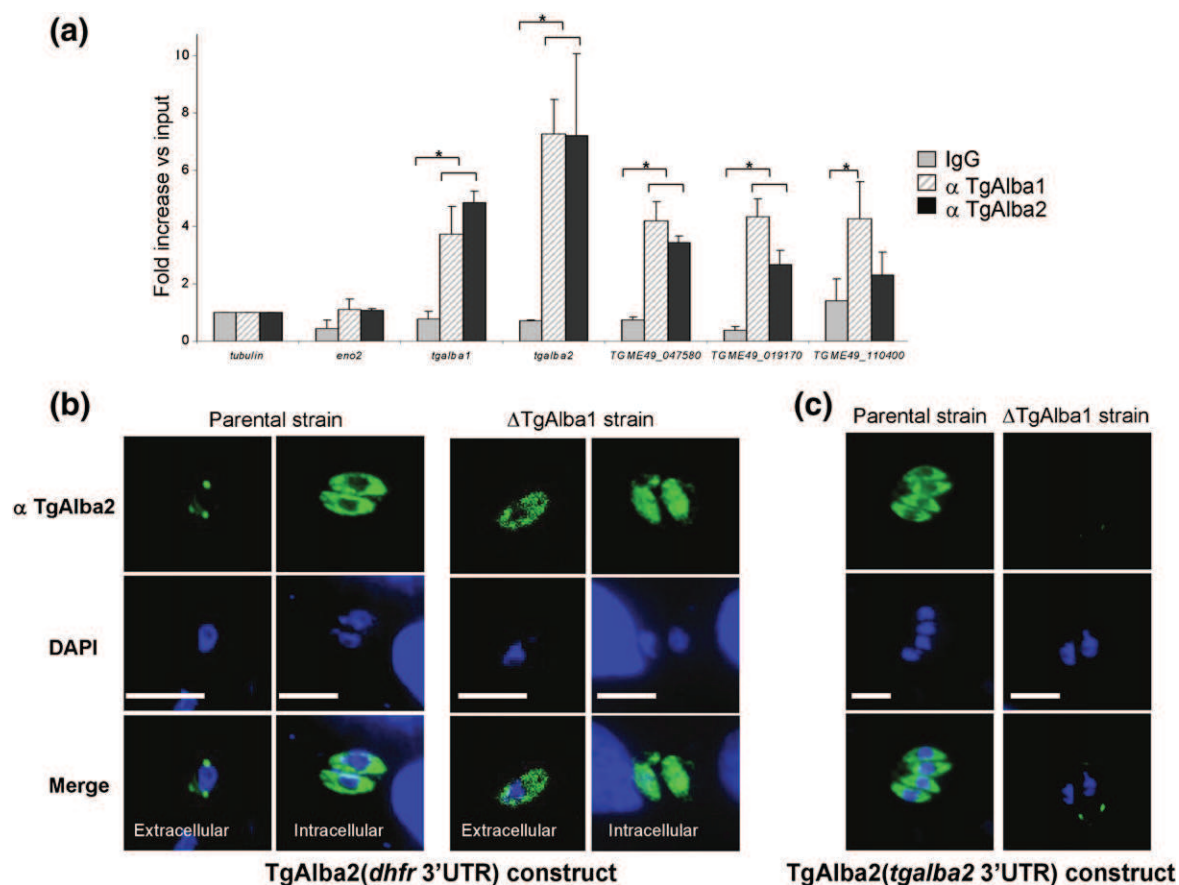 (a)
*
*
*
*
*
10
8
6
4
2
0
Fold increase vs input
IgG
α TgAlba1
α TgAlba2
tubulin eno2 tgalba1 tgalba2 TGME49_047580 TGME49_019170 TGME49_110400
(b)
Parental strain ΔTgAlba1 strain
α TgAlba2
DAPI
Merge
Extracellular Intracellular Extracellular Intracellular
TgAlba2(dhfr 3'UTR) construct
(c)
Parental strain ΔTgAlba1 strain
TgAlba2(tgalba2 3'UTR) construct